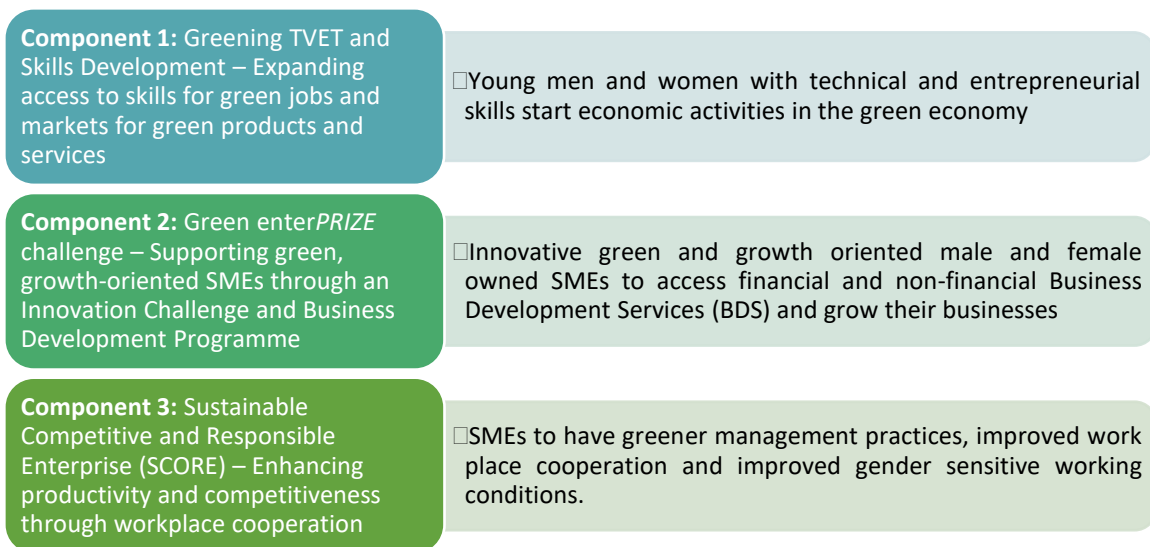 Component 1: Greening TVET and
Skills Development – Expanding
access to skills for green jobs and
markets for green products and
services
□Young men and women with technical and entrepreneurial
skills start economic activities in the green economy
Component 2: Green enterPRIZE
challenge – Supporting green,
growth-oriented SMEs through an
Innovation Challenge and Business
Development Programme
□Innovative green and growth oriented male and female
owned SMEs to access financial and non-financial Business
Development Services (BDS) and grow their businesses
Component 3: Sustainable
Competitive and Responsible
Enterprise (SCORE) – Enhancing
productivity and competitiveness
through workplace cooperation
□SMEs to have greener management practices, improved work
place cooperation and improved gender sensitive working
conditions.